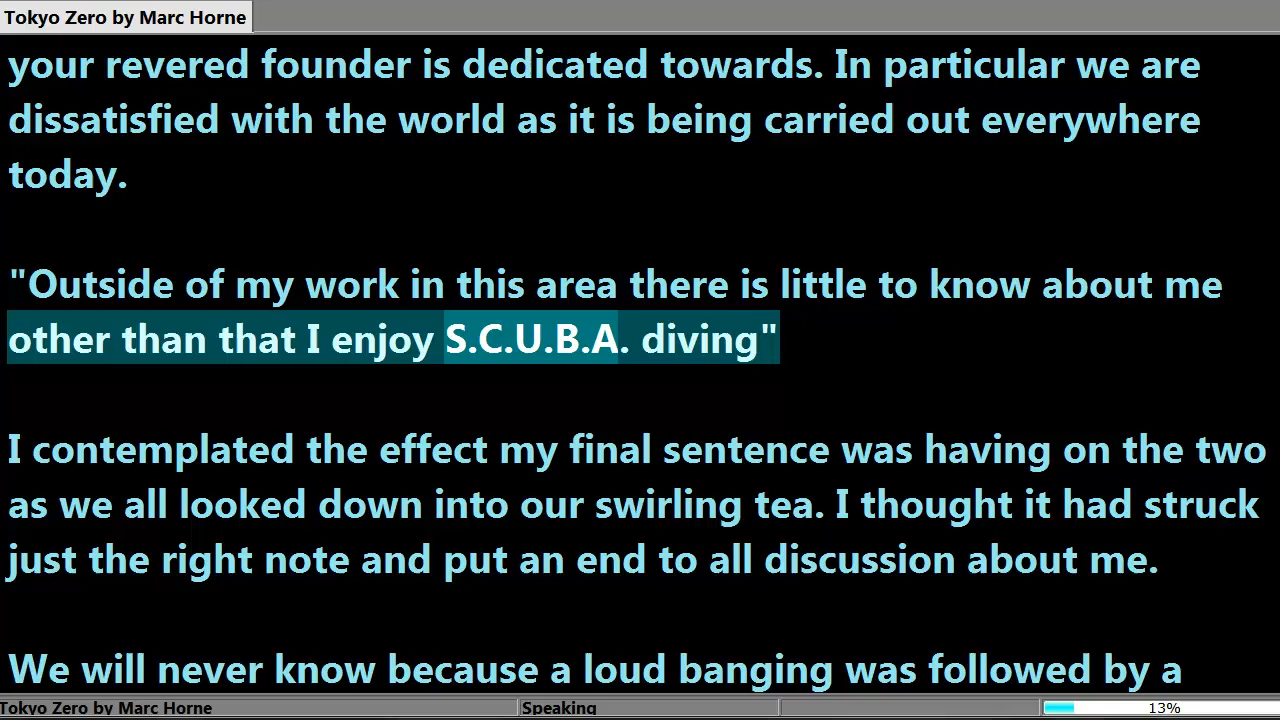 Tokyo Zero by Marc Horne
your revered founder is dedicated towards. In particular we are
dissatisfied with the world as it is being carried out everywhere
today.
"Outside of my work in this area there is little to know about me
other than that I enjoy S.C.U.B.A. diving"
I contemplated the effect my final sentence was having on the two
as we all looked down into our swirling tea. I thought it had struck
just the right note and put an end to all discussion about me.
We will never know because a loud banging was followed by a
Tokyo Zero by Marc Horne Speaking 13%